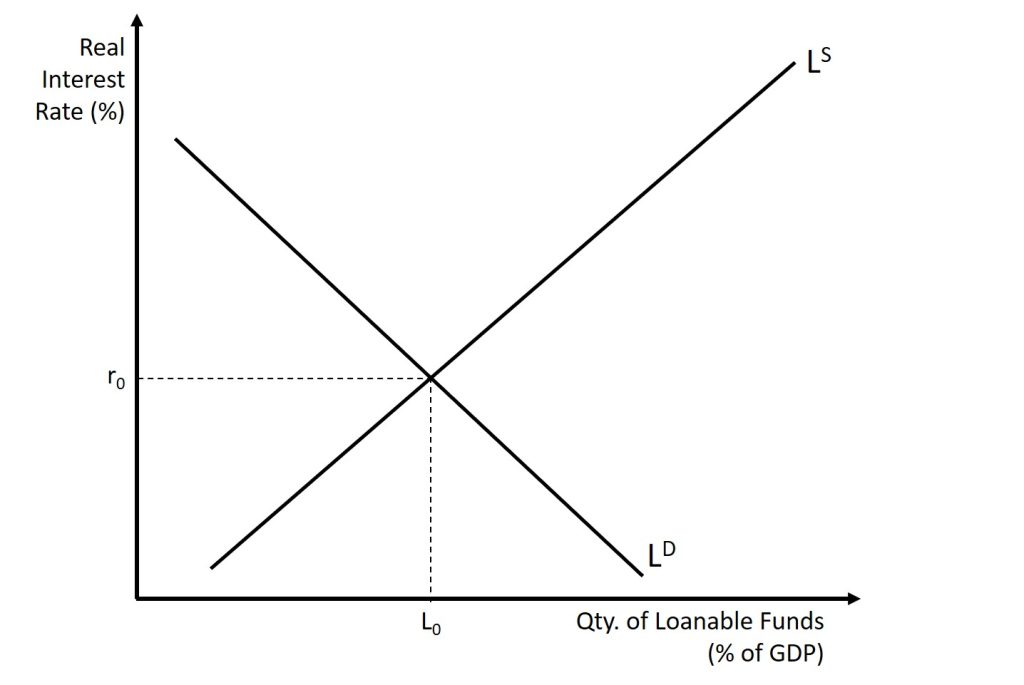 Real
Interest
Rate (%)
Lˢ
r₀
Lᴰ
L₀
Qty. of Loanable Funds
(% of GDP)